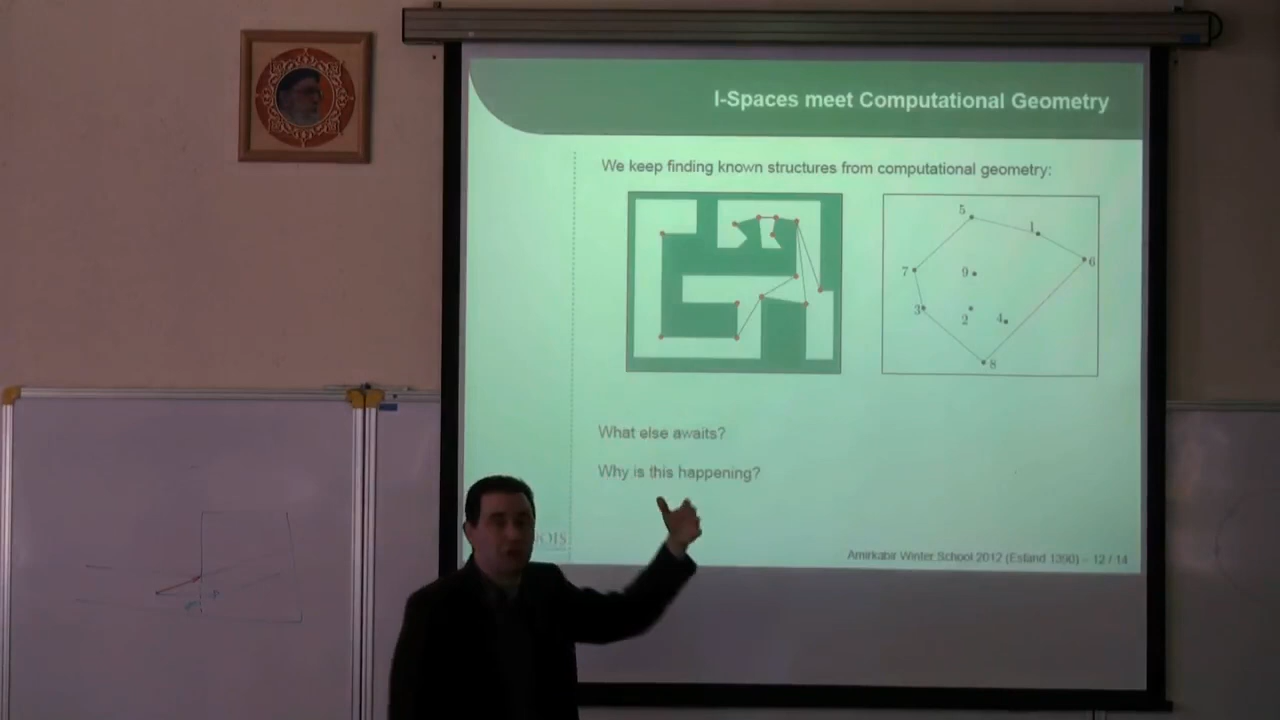 I-Spaces meet Computational Geometry
We keep finding known structures from computational geometry:
5
1
6
7
9
3
2
4
8
What else awaits?
Why is this happening?
Amirkabir Winter School 2012 (Esfand 1390) – 12 / 14